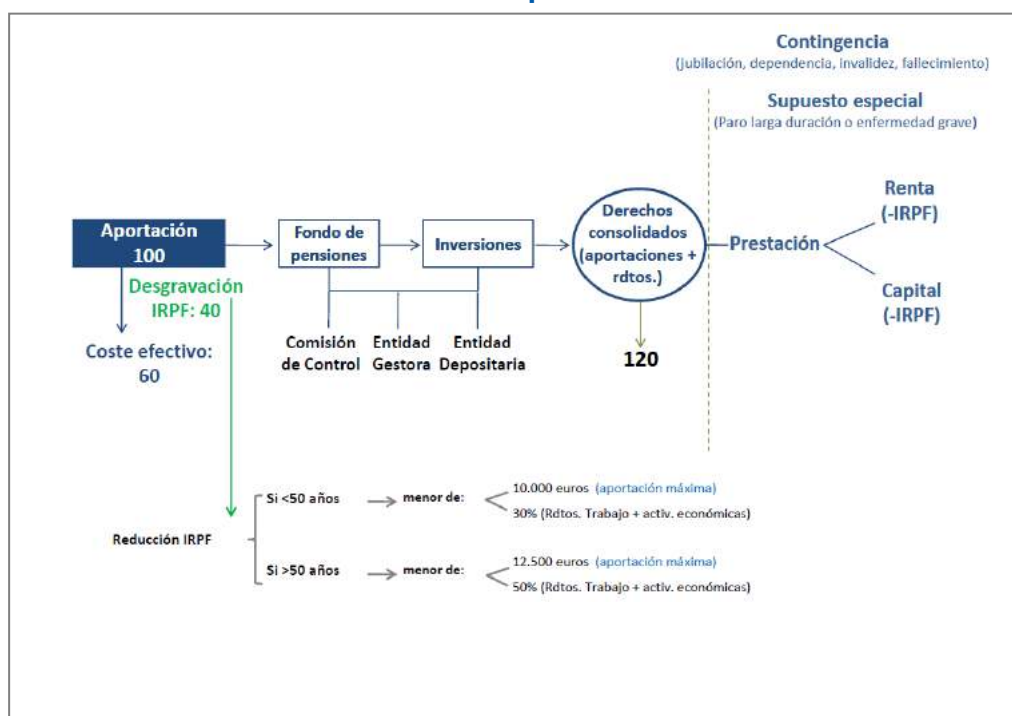 Contingencia
(jubilación, dependencia, invalidez, fallecimiento)
Supuesto especial
(Paro larga duración o enfermedad grave)
Aportación
100
Fondo de
pensiones
Inversiones
Derechos
consolidados
(aportaciones +
rdtos.)
Prestación
Renta
(-IRPF)
Capital
(-IRPF)
Desgravación
IRPF: 40
Coste efectivo:
60
Comisión
de Control
Entidad
Gestora
Entidad
Depositaria
120
Reducción IRPF
Si <50 años
menor de:
10.000 euros (aportación máxima)
30% (Rdtos. Trabajo + activ. económicas)
Si >50 años
menor de:
12.500 euros (aportación máxima)
50% (Rdtos. Trabajo + activ. económicas)